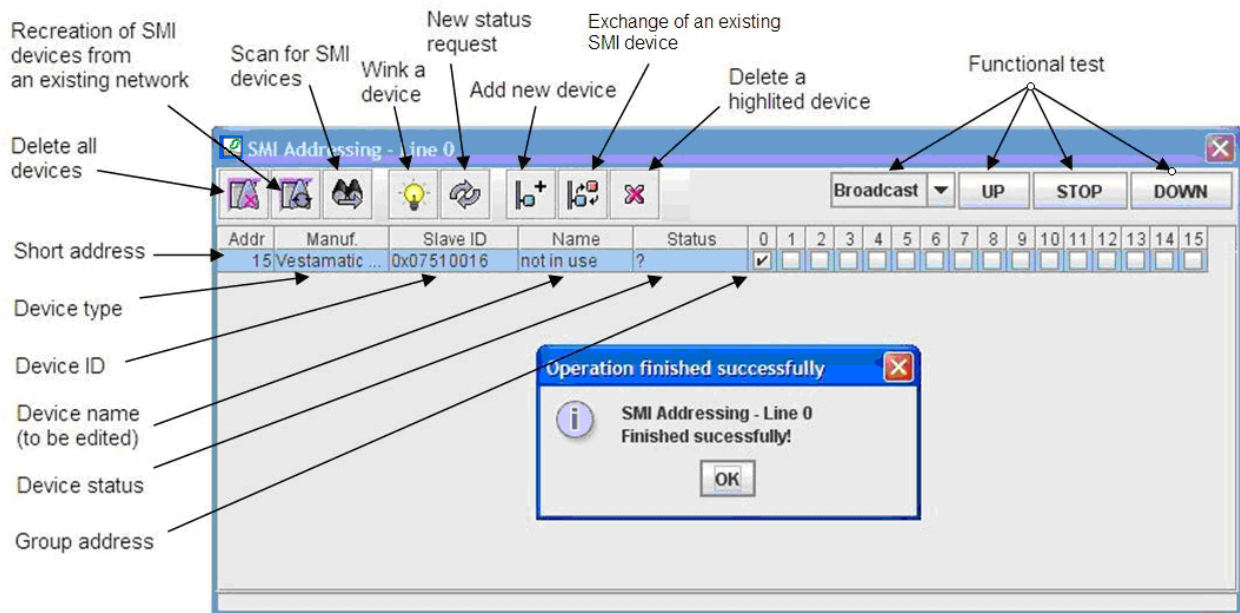 Recreation of SMI
devices from
an existing network
Scan for SMI
devices
Wink a
device
New status
request
Add new device
Exchange of an existing
SMI device
Delete a
highlited device
Functional test
Delete all
devices
SMI Addressing - Line 0
Broadcast
UP
STOP
DOWN
Addr Manuf. Slave ID Name Status 0 1 2 3 4 5 6 7 8 9 10 11 12 13 14 15
15 Vestamatic ... 0x07510016 not in use ?
Short address
Device type
Device ID
Device name
(to be edited)
Device status
Group address
Operation finished successfully
SMI Addressing - Line 0
Finished sucessfully!
OK